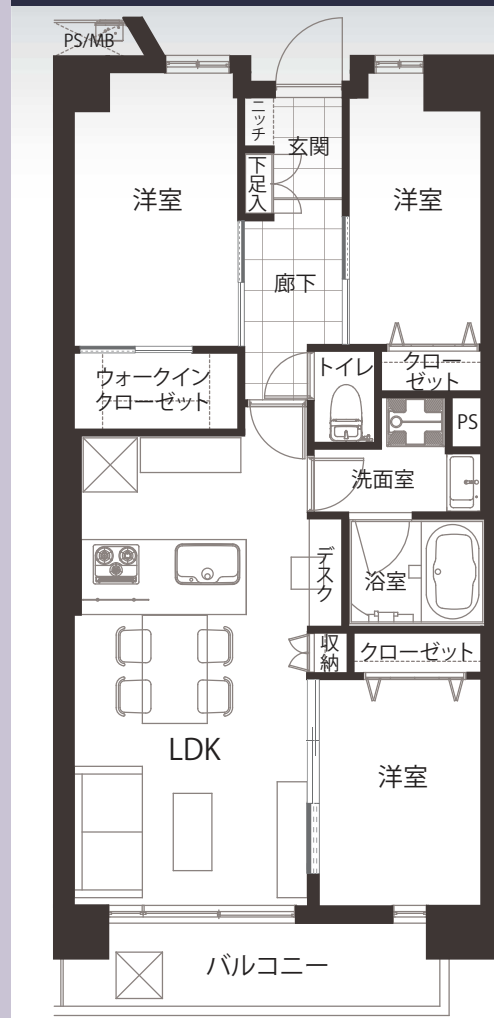 PS/MB
ニッチ
玄関
下足入
洋室
洋室
廊下
トイレ
クロー
ゼット
ウォークイン
クローゼット
PS
洗面室
デスク
浴室
収納
クローゼット
LDK
洋室
バルコニー